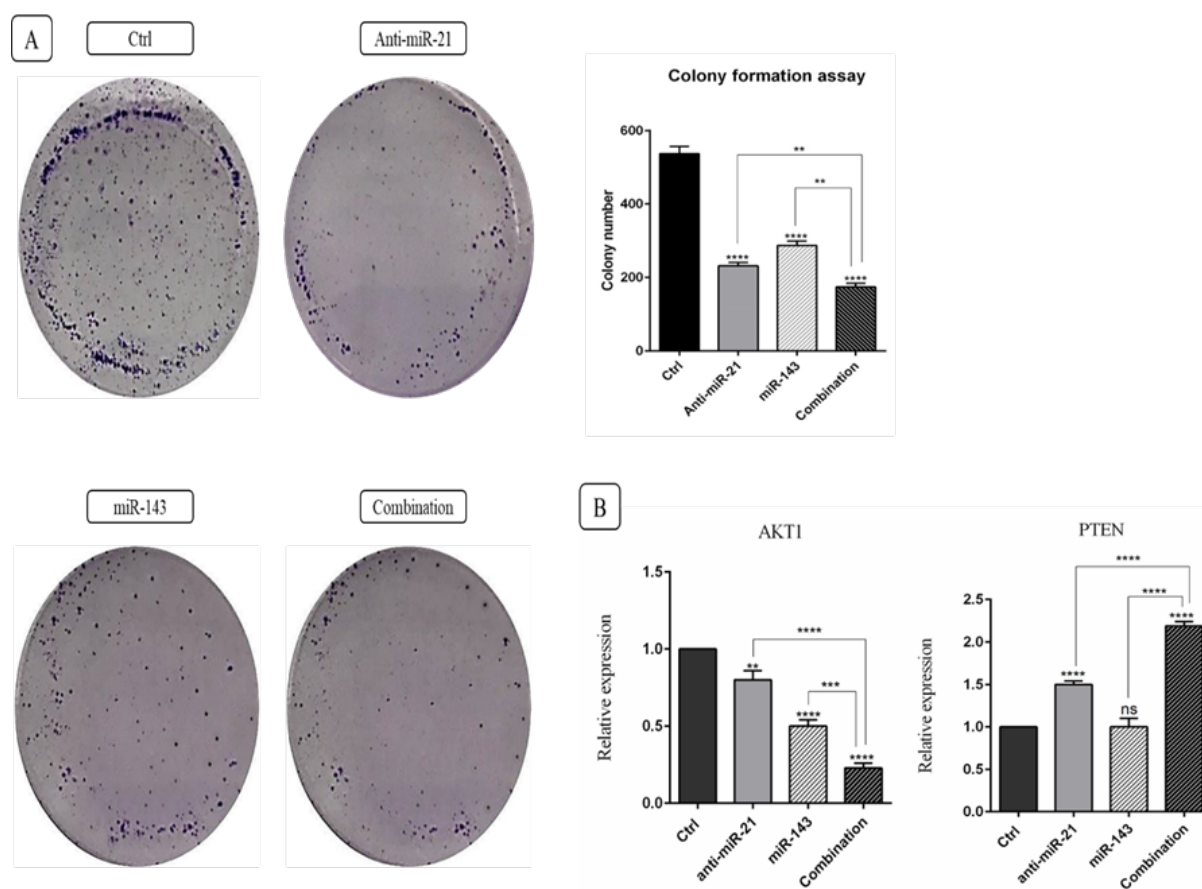 A
Ctrl
Anti-miR-21
Colony formation assay
Colony number
600
400
200
0
**
**
****
****
****
Ctrl
Anti-miR-21
miR-143
Combination
miR-143
Combination
B
AKT1
Relative expression
1.5
1.0
0.5
0.0
****
***
**
****
****
Ctrl
anti-miR-21
miR-143
Combination
PTEN
Relative expression
2.5
2.0
1.5
1.0
0.5
0.0
****
****
****
****
ns
Ctrl
anti-miR-21
miR-143
Combination